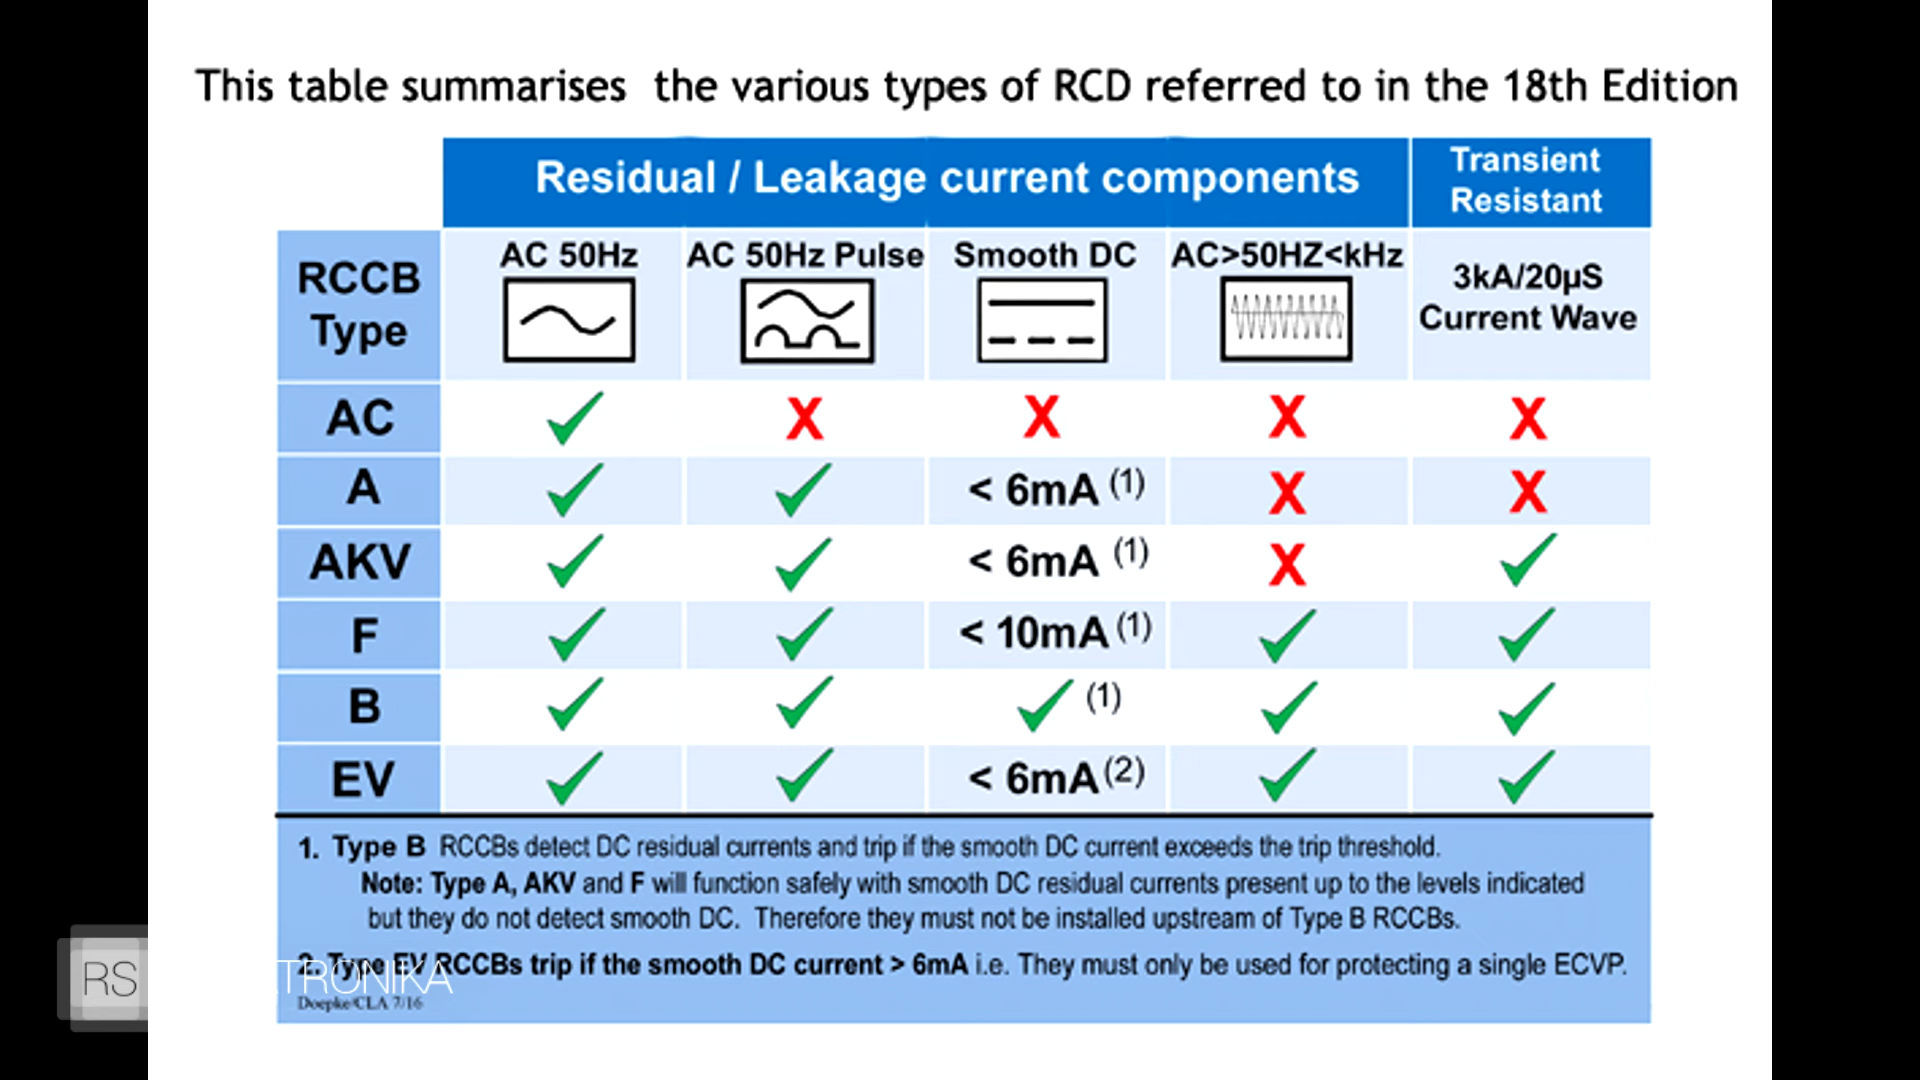 This table summarises the various types of RCD referred to in the 18th Edition
Residual / Leakage current components
Transient
Resistant
RCCB
Type
AC 50Hz
AC 50Hz Pulse
Smooth DC
AC>50HZ<kHz
3kA/20µS
Current Wave
AC
X X X X
A
< 6mA (1)
X X
AKV
< 6mA (1)
X
F
< 10mA (1)
B
(1)
EV
< 6mA (2)
1. Type B RCCBs detect DC residual currents and trip if the smooth DC current exceeds the trip threshold.
Note: Type A, AKV and F will function safely with smooth DC residual currents present up to the levels indicated
but they do not detect smooth DC. Therefore they must not be installed upstream of Type B RCCBs.
2. Type EV RCCBs trip if the smooth DC current > 6mA i.e. They must only be used for protecting a single ECVP.
Doepke/CLA 7/16
RS